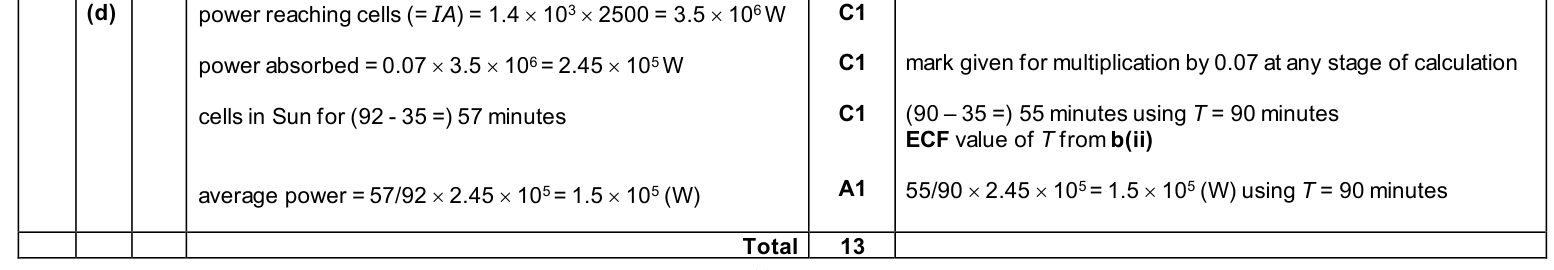 (d) power reaching cells (= IA) = 1.4 × 10³ × 2500 = 3.5 × 10⁶ W C1
power absorbed = 0.07 × 3.5 × 10⁶ = 2.45 × 10⁵ W C1 mark given for multiplication by 0.07 at any stage of calculation
cells in Sun for (92 - 35 =) 57 minutes C1 (90 – 35 =) 55 minutes using T = 90 minutes
ECF value of T from b(ii)
average power = 57/92 × 2.45 × 10⁵ = 1.5 × 10⁵ (W) A1 55/90 × 2.45 × 10⁵ = 1.5 × 10⁵ (W) using T = 90 minutes
Total 13